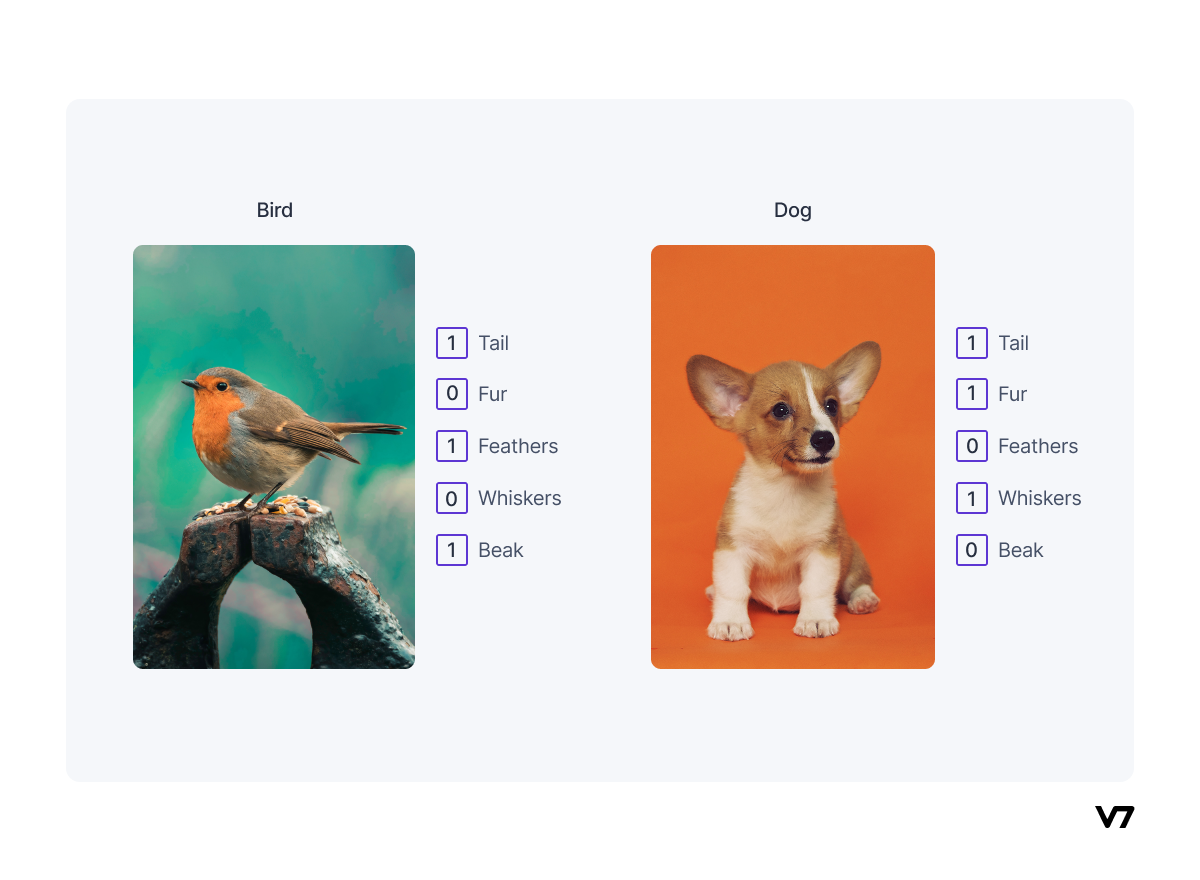 Bird
1 Tail
0 Fur
1 Feathers
0 Whiskers
1 Beak
Dog
1 Tail
1 Fur
0 Feathers
1 Whiskers
0 Beak
V7